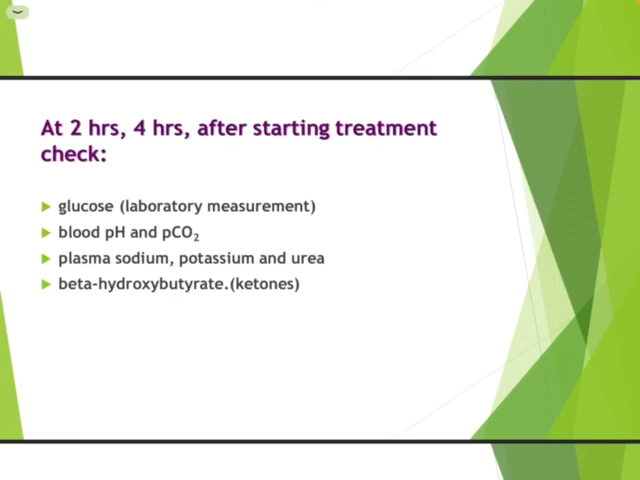 At 2 hrs, 4 hrs, after starting treatment
check:
glucose (laboratory measurement)
blood pH and pCO₂
plasma sodium, potassium and urea
beta-hydroxybutyrate.(ketones)